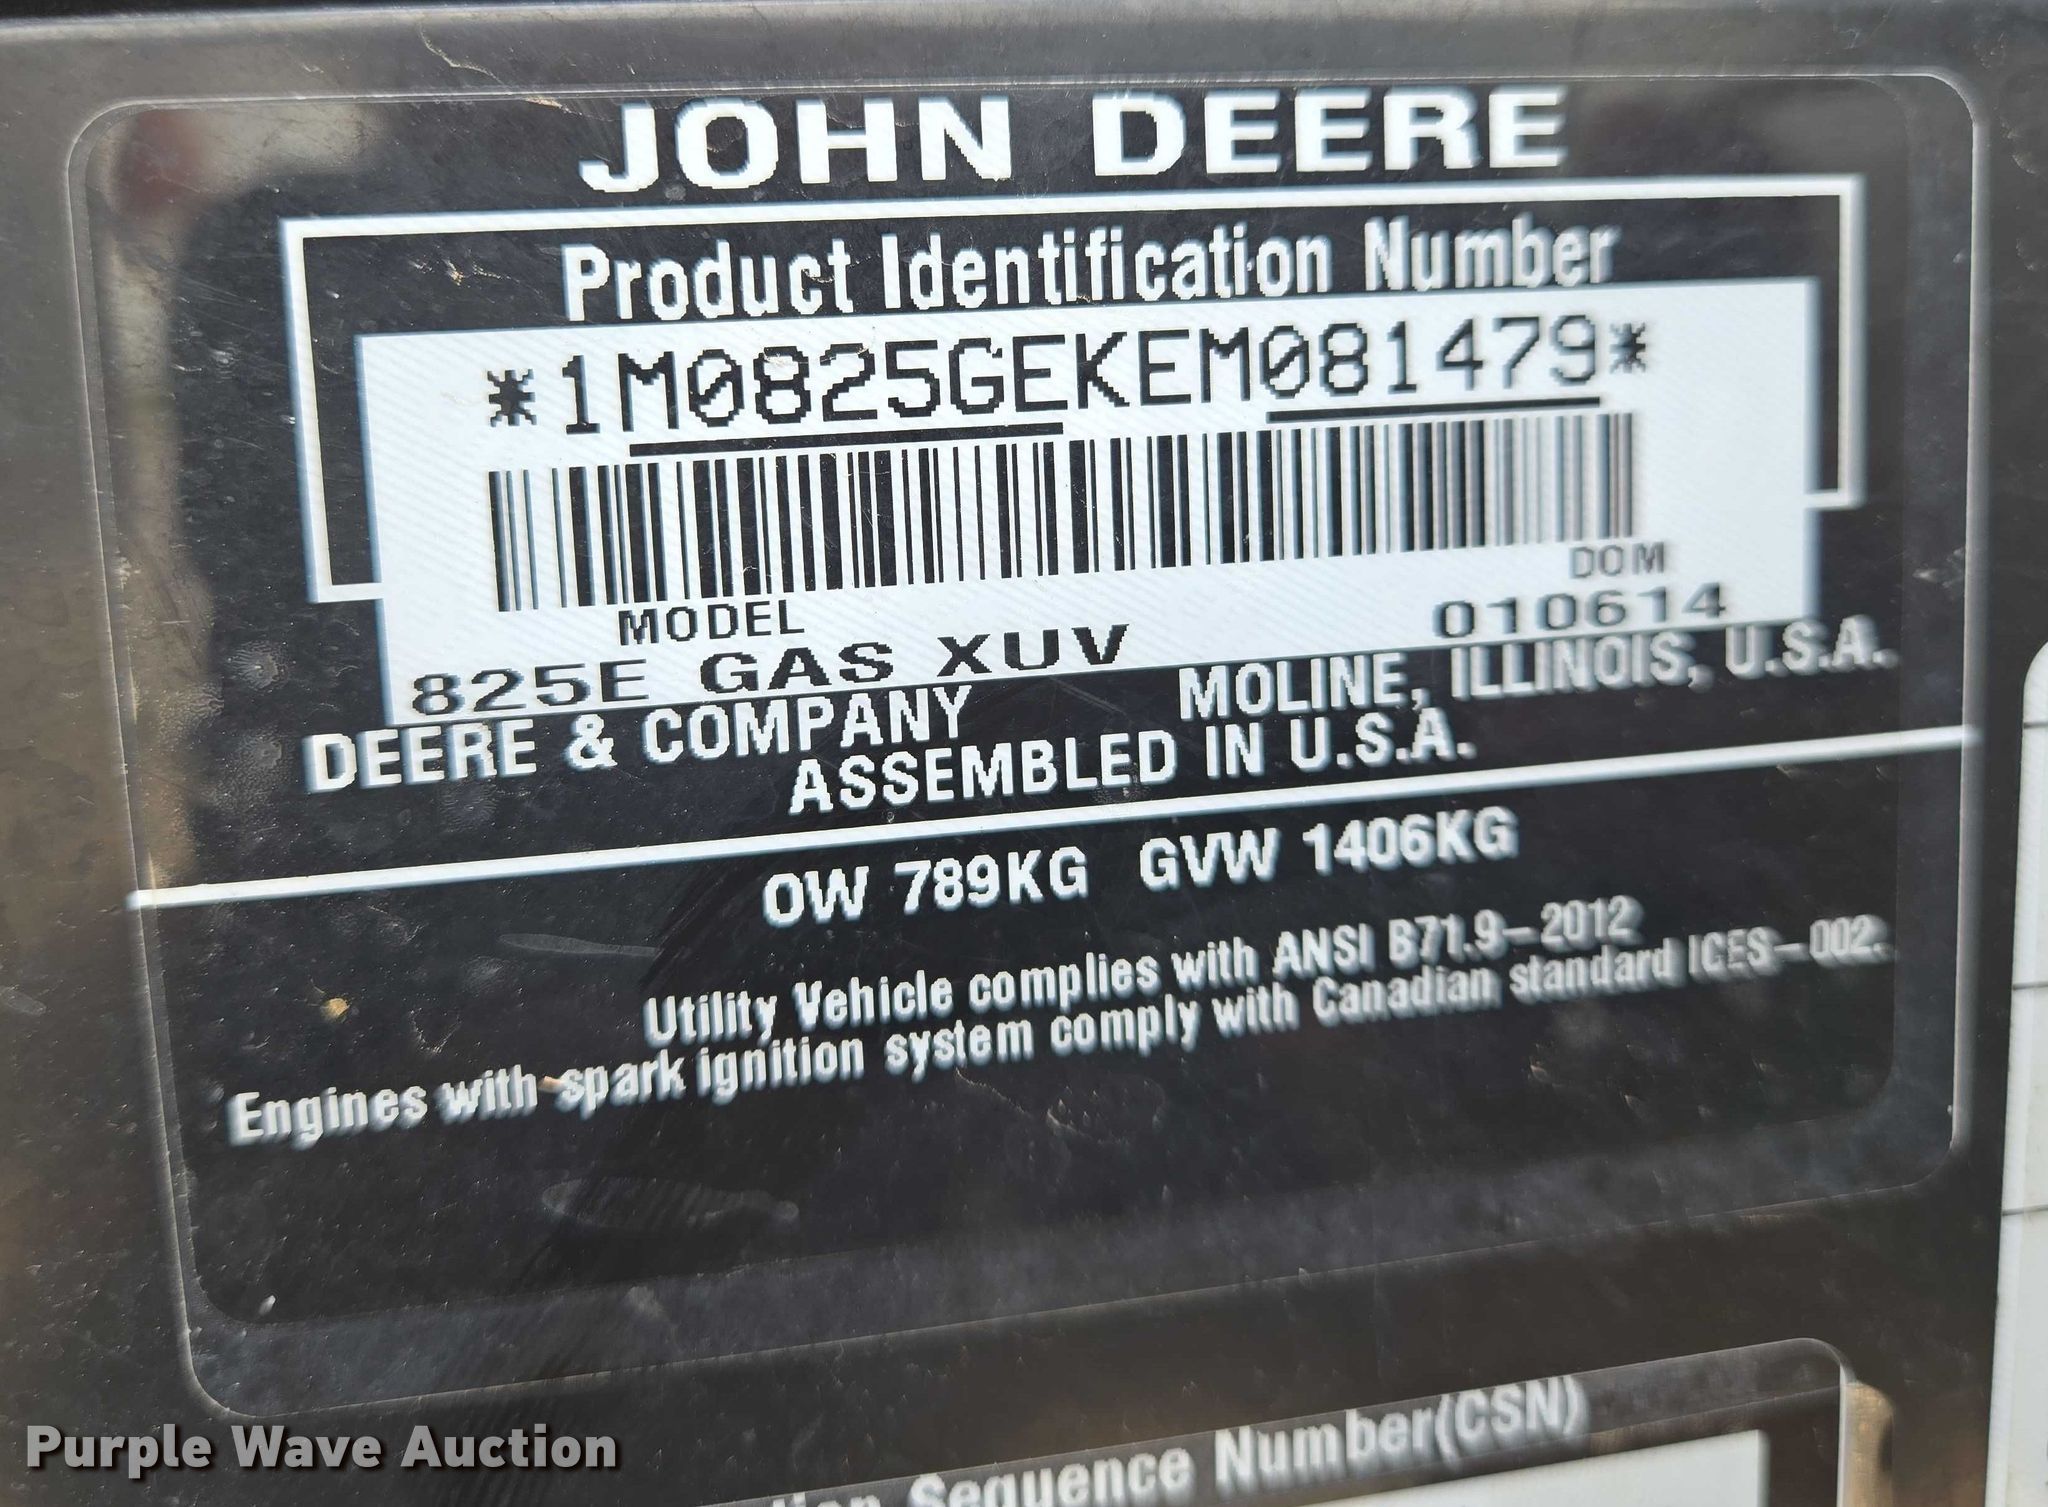 JOHN DEERE
Product Identification Number
*1M0825GEKEM081479*
MODEL DOM
825E GAS XUV 010614
DEERE & COMPANY MOLINE, ILLINOIS, U.S.A.
ASSEMBLED IN U.S.A.
OW 789KG GVW 1406KG
Utility Vehicle complies with ANSI B71.9-2012
Engines with spark ignition system comply with Canadian standard ICES-002.
Sequence Number(CSN)
Purple Wave Auction